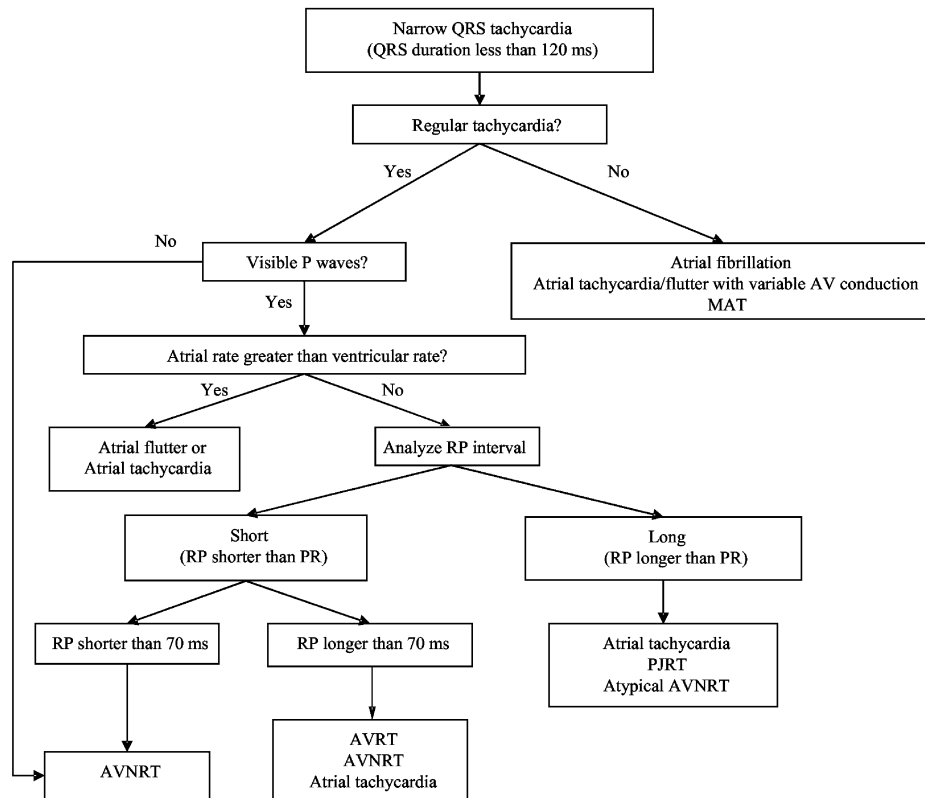 Narrow QRS tachycardia
(QRS duration less than 120 ms)
Regular tachycardia?
Yes
No
No
Visible P waves?
Atrial fibrillation
Atrial tachycardia/flutter with variable AV conduction
MAT
Yes
Atrial rate greater than ventricular rate?
Yes
No
Atrial flutter or
Atrial tachycardia
Analyze RP interval
Short
(RP shorter than PR)
Long
(RP longer than PR)
RP shorter than 70 ms
RP longer than 70 ms
Atrial tachycardia
PJRT
Atypical AVNRT
AVNRT
AVRT
AVNRT
Atrial tachycardia